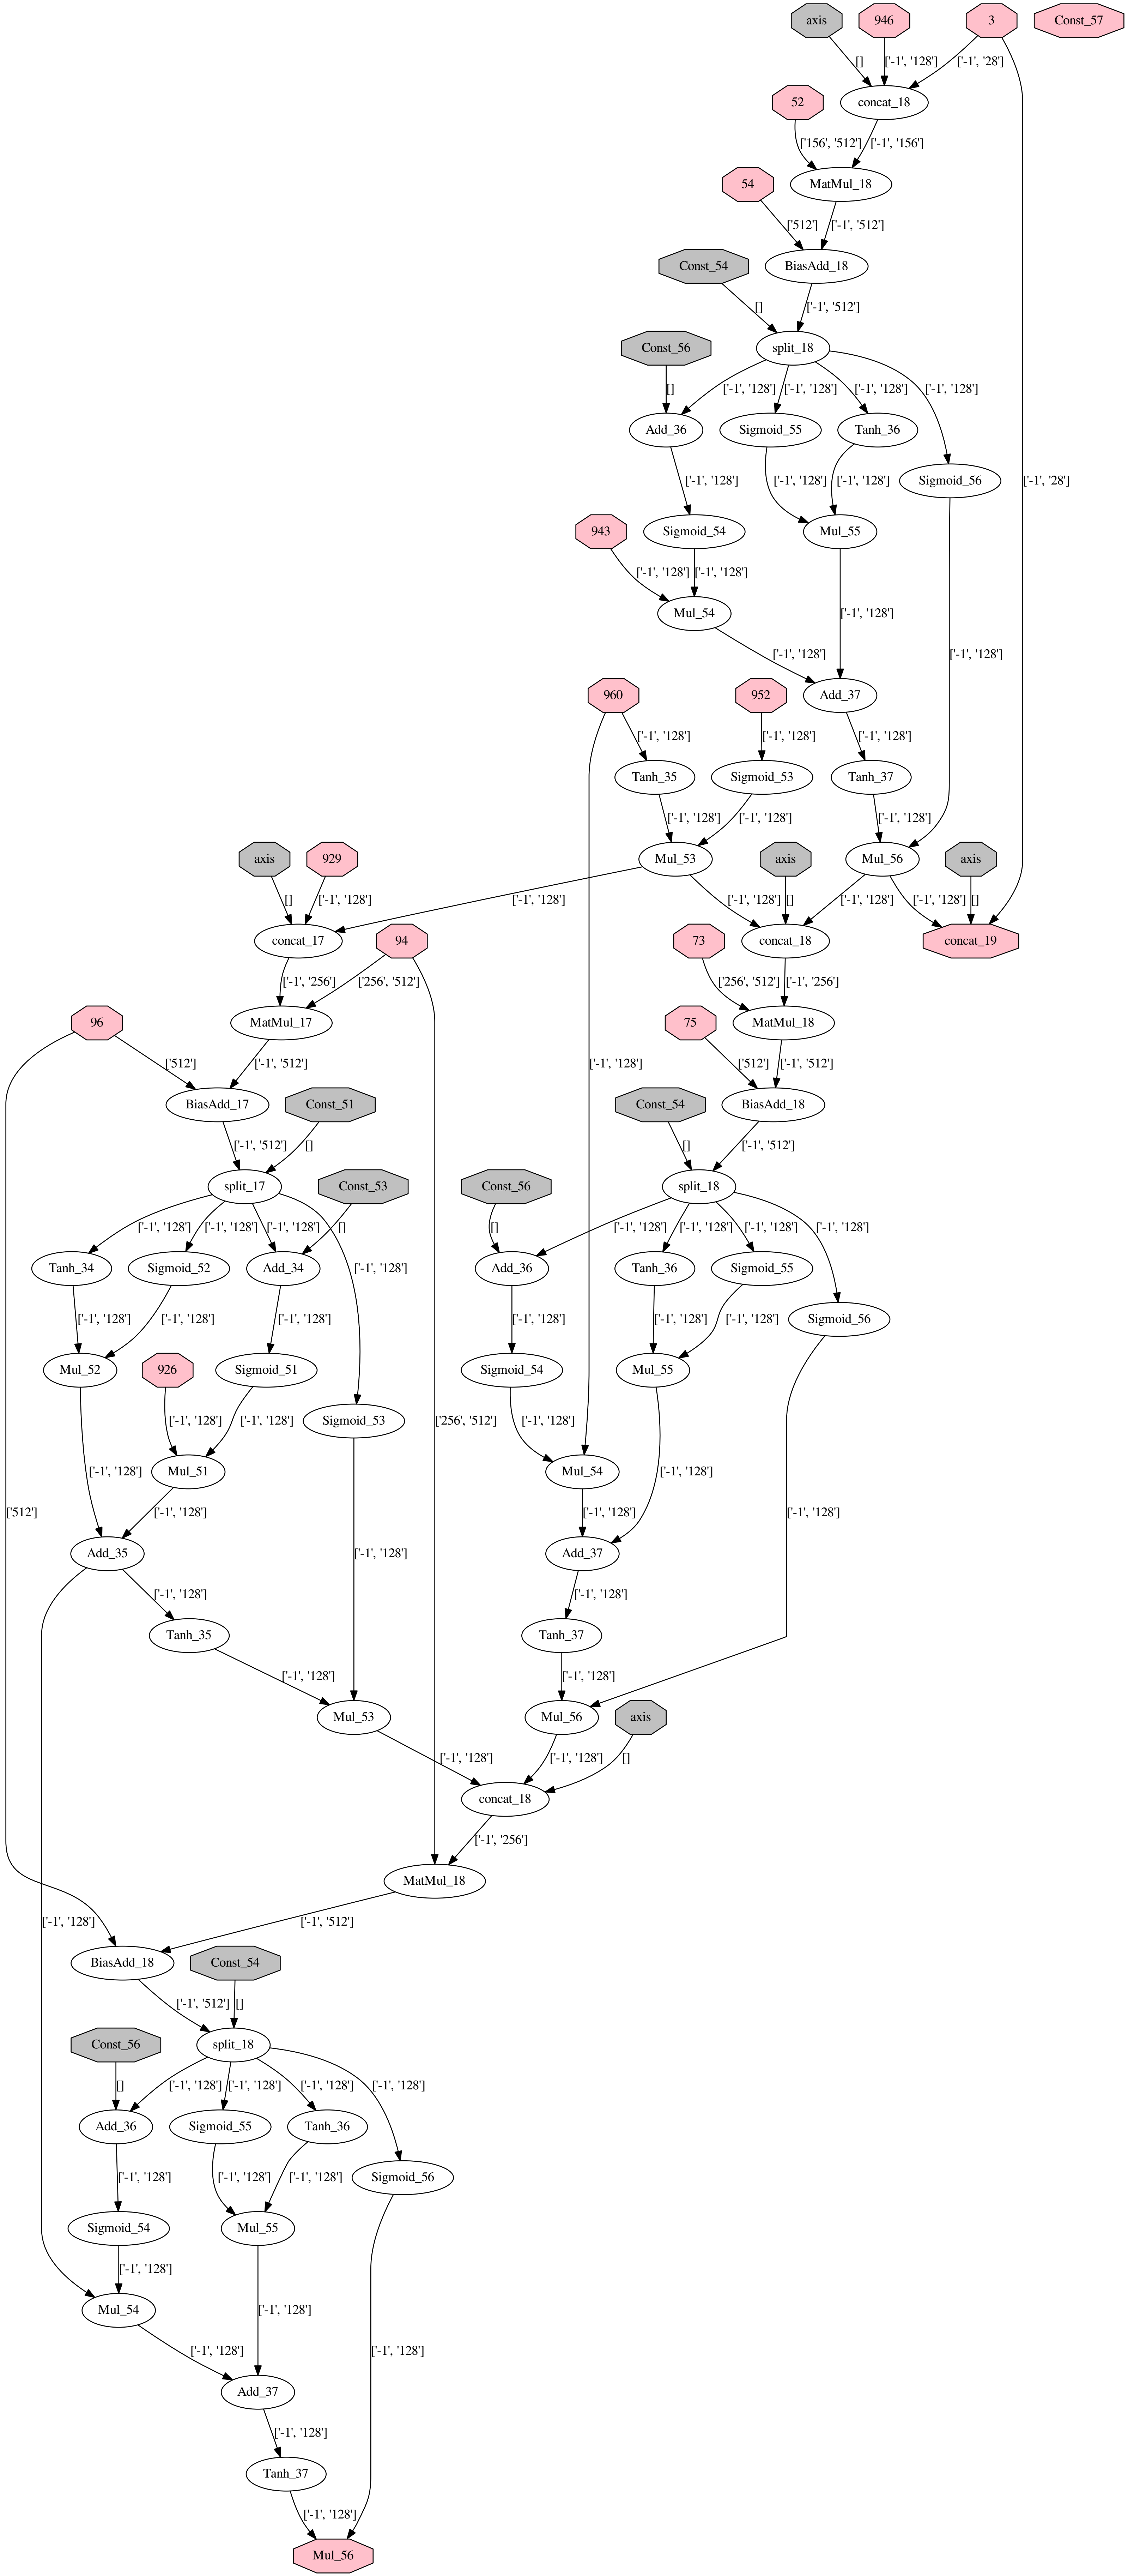 axis 946 3 Const_57
[] ['-1', '128'] ['-1', '28']
52 concat_18
['156', '512'] ['-1', '156']
54 MatMul_18
['512'] ['-1', '512']
Const_54 BiasAdd_18
[] ['-1', '512']
Const_56 split_18
[] ['-1', '128'] ['-1', '128'] ['-1', '128'] ['-1', '128']
Add_36 Sigmoid_55 Tanh_36
['-1', '128'] ['-1', '128'] ['-1', '128'] Sigmoid_56 ['-1', '28']
943 Sigmoid_54 Mul_55
['-1', '128'] ['-1', '128']
Mul_54 ['-1', '128']
['-1', '128'] ['-1', '128']
960 952 Add_37
['-1', '128'] ['-1', '128'] ['-1', '128']
Tanh_35 Sigmoid_53 Tanh_37
['-1', '128'] ['-1', '128'] ['-1', '128']
axis 929 Mul_53 axis Mul_56 axis
[] ['-1', '128'] ['-1', '128'] ['-1', '128'] [] ['-1', '128'] ['-1', '128'] []
concat_17 94 73 concat_18 concat_19
['-1', '256'] ['256', '512'] ['256', '512'] ['-1', '256']
96 MatMul_17 75 MatMul_18
['512'] ['-1', '512'] ['-1', '128'] ['512'] ['-1', '512']
BiasAdd_17 Const_51 Const_54 BiasAdd_18
['-1', '512'] [] [] ['-1', '512']
split_17 Const_53 Const_56 split_18
['-1', '128'] ['-1', '128'] ['-1', '128'] [] [] ['-1', '128'] ['-1', '128'] ['-1', '128'] ['-1', '128']
Tanh_34 Sigmoid_52 Add_34 ['-1', '128'] Add_36 Tanh_36 Sigmoid_55
['-1', '128'] ['-1', '128'] ['-1', '128'] ['-1', '128'] ['-1', '128'] ['-1', '128'] Sigmoid_56
Mul_52 926 Sigmoid_51 Sigmoid_54 Mul_55
['-1', '128'] ['-1', '128'] Sigmoid_53 ['256', '512'] ['-1', '128']
['-1', '128'] Mul_51 Mul_54 ['-1', '128']
['512'] ['-1', '128'] ['-1', '128'] ['-1', '128']
Add_35 ['-1', '128'] Add_37
['-1', '128'] ['-1', '128']
Tanh_35 Tanh_37
['-1', '128'] ['-1', '128']
Mul_53 Mul_56 axis
['-1', '128'] ['-1', '128'] []
concat_18
['-1', '256']
MatMul_18
['-1', '128'] ['-1', '512']
BiasAdd_18 Const_54
['-1', '512'] []
Const_56 split_18
[] ['-1', '128'] ['-1', '128'] ['-1', '128'] ['-1', '128']
Add_36 Sigmoid_55 Tanh_36
['-1', '128'] ['-1', '128'] ['-1', '128'] Sigmoid_56
Sigmoid_54 Mul_55
['-1', '128']
Mul_54 ['-1', '128']
['-1', '128'] ['-1', '128']
Add_37
['-1', '128']
Tanh_37
['-1', '128']
Mul_56